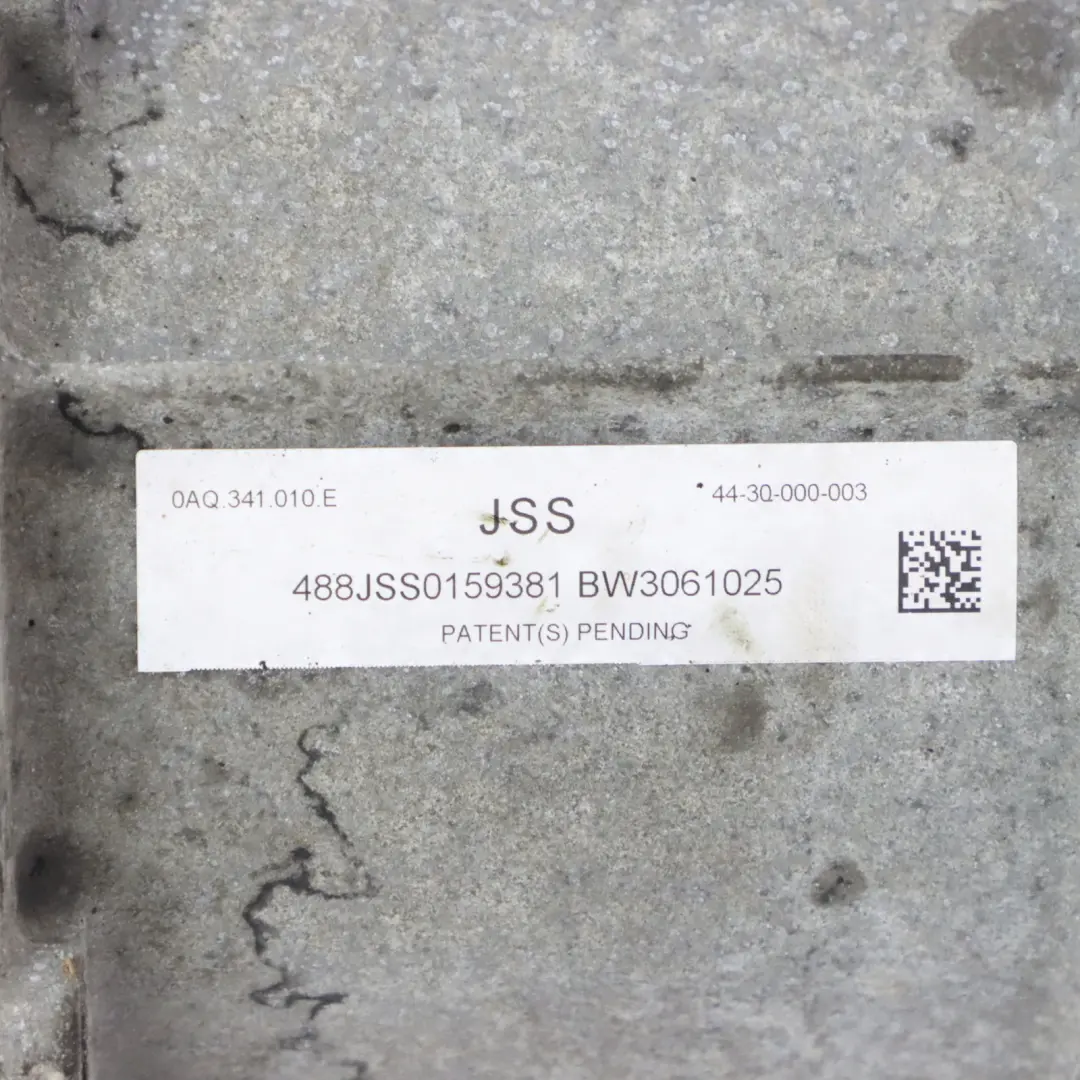 0AQ.341.010.E
JSS
44-30-000-003
488JSS0159381 BW3061025
PATENT(S) PENDING